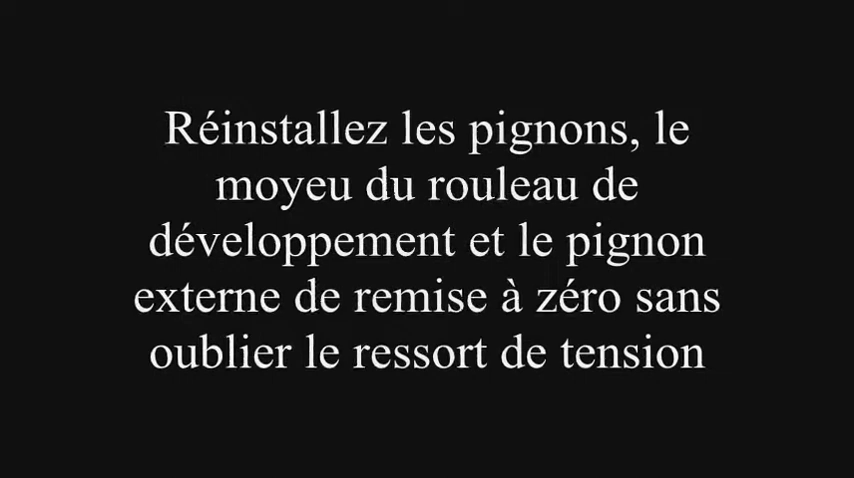 Réinstallez les pignons, le
moyeu du rouleau de
développement et le pignon
externe de remise à zéro sans
oublier le ressort de tension